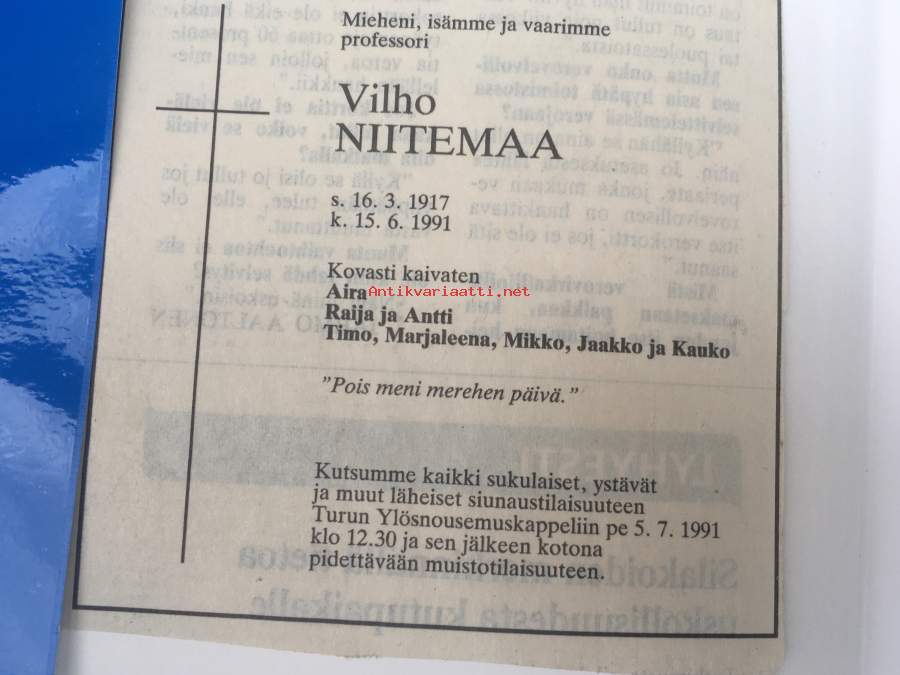 Mieheni, isämme ja vaarimme
professori
Vilho
NIITEMAA
s. 16. 3. 1917
k. 15. 6. 1991
Kovasti kaivaten
Aira
Antikvariaatti.net
Raija ja Antti
Timo, Marjaleena, Mikko, Jaakko ja Kauko
”Pois meni merehen päivä.”
Kutsumme kaikki sukulaiset, ystävät
ja muut läheiset siunaustilaisuuteen
Turun Ylösnousemuskappeliin pe 5. 7. 1991
klo 12.30 ja sen jälkeen kotona
pidettävään muistotilaisuuteen.